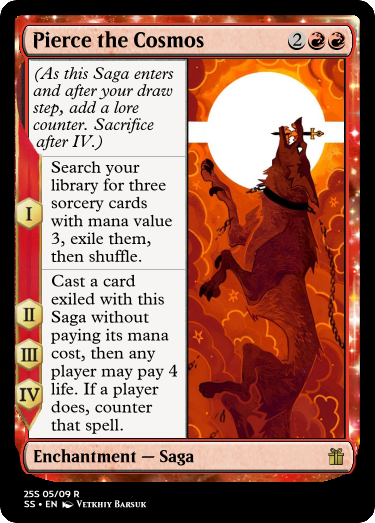 Pierce the Cosmos 2
(As this Saga enters
and after your draw
step, add a lore
counter. Sacrifice
after IV.)
I
Search your
library for three
sorcery cards
with mana value
3, exile them,
then shuffle.
II
III
IV
Cast a card
exiled with this
Saga without
paying its mana
cost, then any
player may pay 4
life. If a player
does, counter
that spell.
Enchantment — Saga
25S 05/09 R
SS • EN Vetkhiy Barsuk